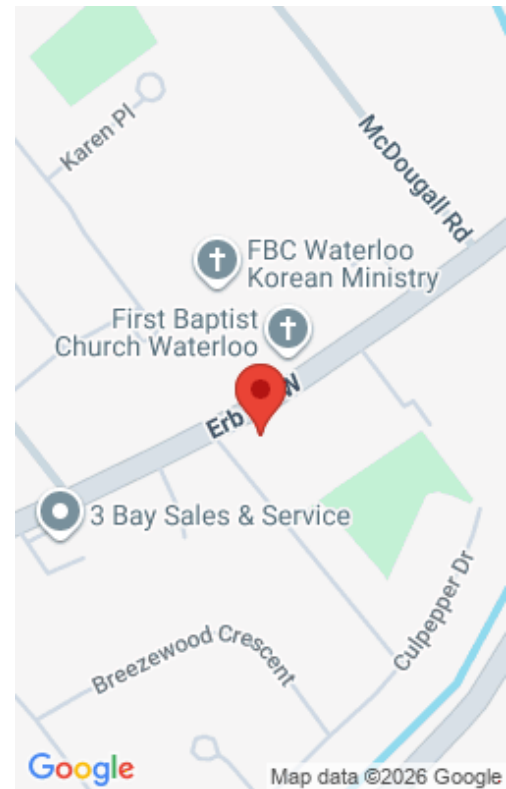 Karen Pl
McDougall Rd
FBC Waterloo
Korean Ministry
First Baptist
Church Waterloo
Erb
3 Bay Sales & Service
Culpepper Dr
Breezewood Crescent
Google
Map data ©2026 Google